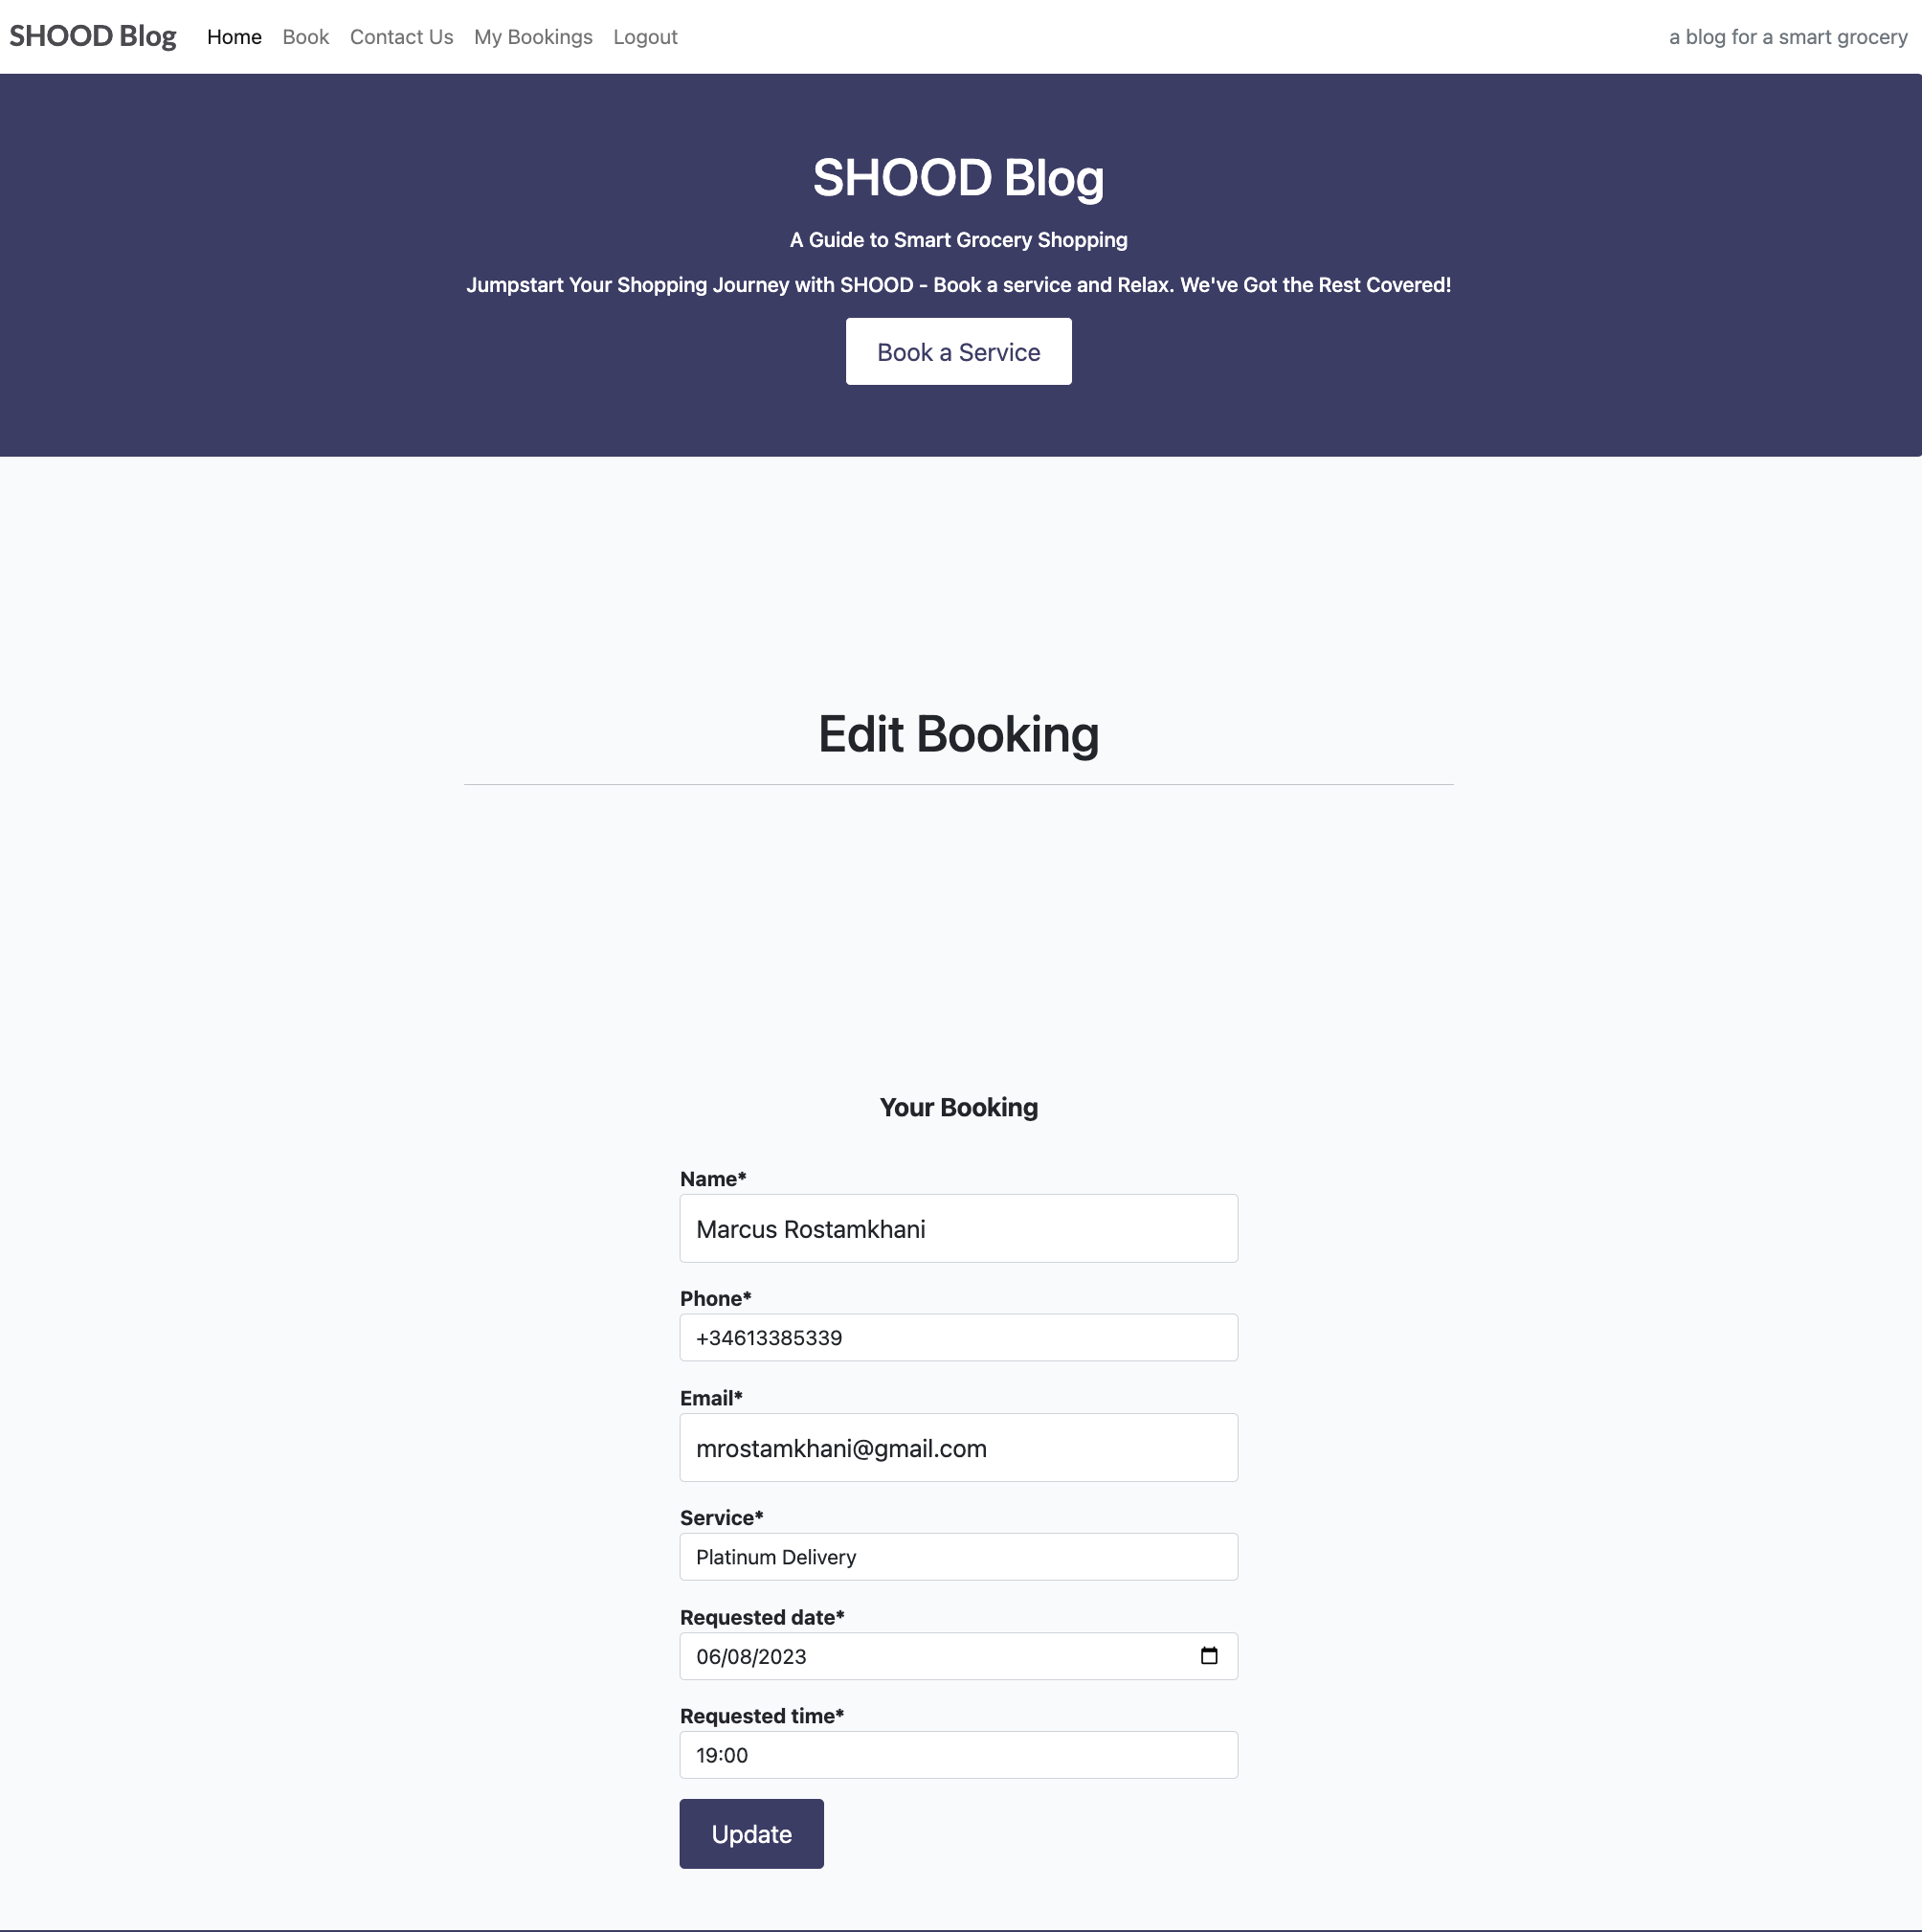 SHOOD Blog Home Book Contact Us My Bookings Logout a blog for a smart grocery
SHOOD Blog
A Guide to Smart Grocery Shopping
Jumpstart Your Shopping Journey with SHOOD - Book a service and Relax. We've Got the Rest Covered!
Book a Service
Edit Booking
Your Booking
Name*
Marcus Rostamkhani
Phone*
+34613385339
Email*
mrostamkhani@gmail.com
Service*
Platinum Delivery
Requested date*
06/08/2023
Requested time*
19:00
Update